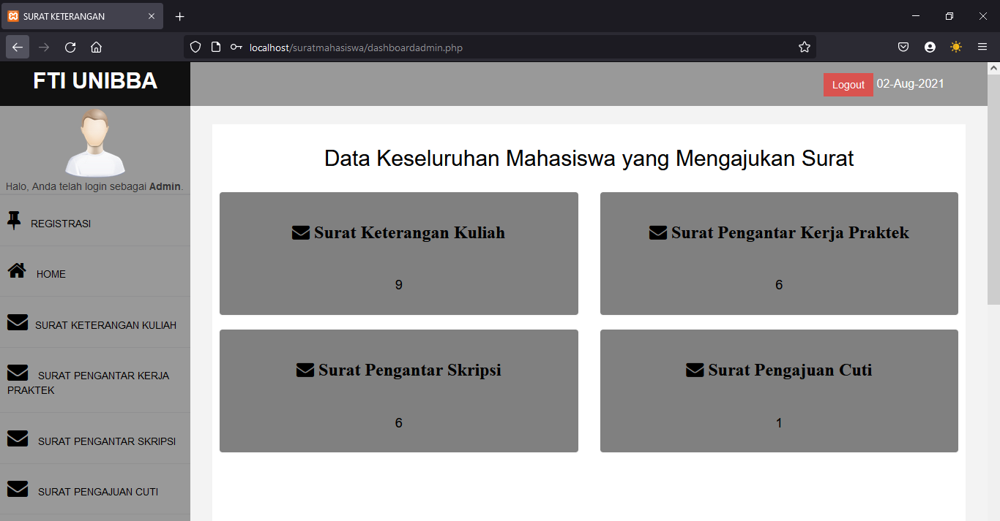 SURAT KETERANGAN
localhost/suratmahasiswa/dashboardadmin.php
FTI UNIBBA
Logout 02-Aug-2021
Halo, Anda telah login sebagai Admin.
REGISTRASI
HOME
SURAT KETERANGAN KULIAH
SURAT PENGANTAR KERJA
PRAKTEK
SURAT PENGANTAR SKRIPSI
SURAT PENGAJUAN CUTI
Data Keseluruhan Mahasiswa yang Mengajukan Surat
Surat Keterangan Kuliah
9
Surat Pengantar Kerja Praktek
6
Surat Pengantar Skripsi
6
Surat Pengajuan Cuti
1